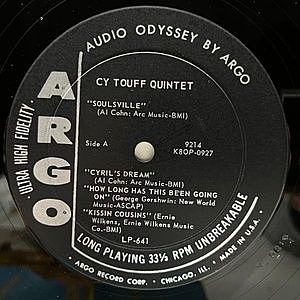 AUDIO ODYSSEY BY ARGO
ULTRA HIGH FIDELITY
ARGO
CY TOUFF QUINTET
"SOULSVILLE"
(Al Cohn: Arc Music-BMI)
Side A
9214
K8OP-0927
"CYRIL'S DREAM"
(Al Cohn: Arc Music-BMI)
"HOW LONG HAS THIS BEEN GOING
ON" (George Gershwin: New World
Music-ASCAP)
"KISSIN COUSINS" (Ernie
Wilkens, Ernie Wilkens Music
Co.-BMI)
LP-641
LONG PLAYING 33⅓ RPM UNBREAKABLE
• ARGO RECORD CORP. • CHICAGO, ILL. • MADE IN U.S.A. •